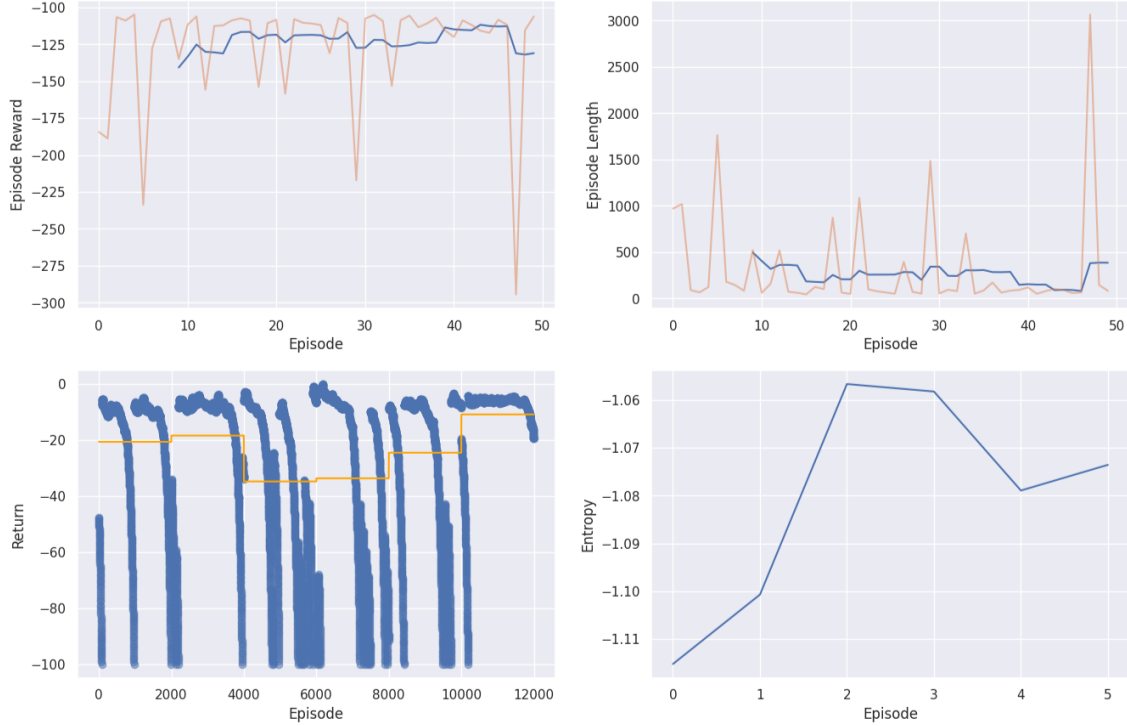 −100
−125
−150
−175
−200
−225
−250
−275
−300
Episode Reward
0 10 20 30 40 50
Episode
3000
2500
2000
1500
1000
500
0
Episode Length
0 10 20 30 40 50
Episode
0
−20
−40
−60
−80
−100
Return
0 2000 4000 6000 8000 10000 12000
Episode
−1.06
−1.07
−1.08
−1.09
−1.10
−1.11
Entropy
0 1 2 3 4 5
Episode